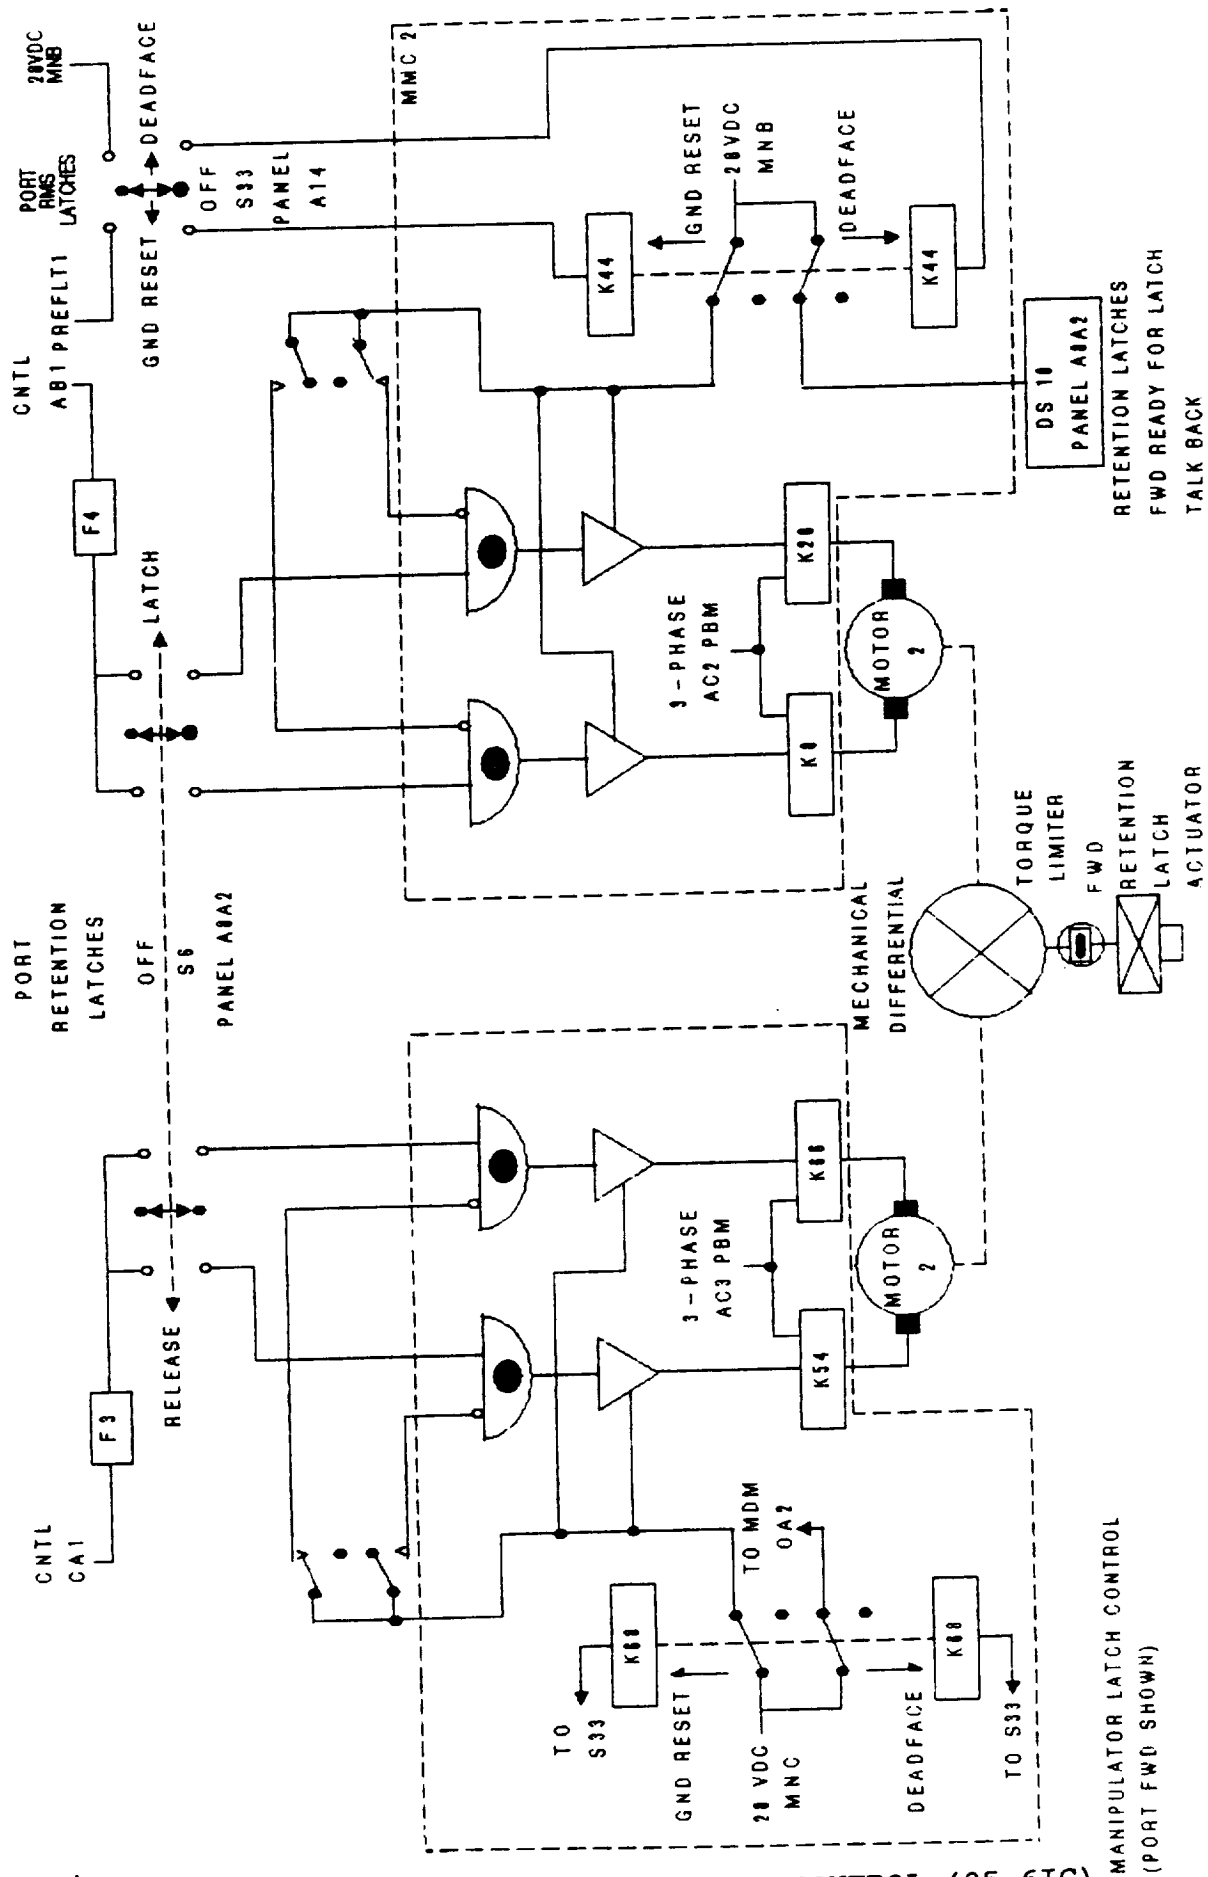 CNTL
CA1
F3
RELEASE
PORT
RETENTION
LATCHES
OFF
S6
PANEL A8A2
LATCH
F4
CNTL
AB1 PREFLT1
GND RESET
PORT
RMS
LATCHES
28VDC
MNB
DEADFACE
OFF
S33
PANEL
A14
MMC 2
K44
GND RESET
28VDC
MNB
DEADFACE
K44
DS 10
PANEL A8A2
RETENTION LATCHES
FWD READY FOR LATCH
TALK BACK
3-PHASE
AC2 PBM
K26
K8
MOTOR
2
MECHANICAL
DIFFERENTIAL
TORQUE
LIMITER
FWD
RETENTION
LATCH
ACTUATOR
3-PHASE
AC3 PBM
K66
K54
MOTOR
2
TO MDM
OA2
TO
S33
K68
GND RESET
28 VDC
MNC
DEADFACE
K68
TO S33
MANIPULATOR LATCH CONTROL
(PORT FWD SHOWN)